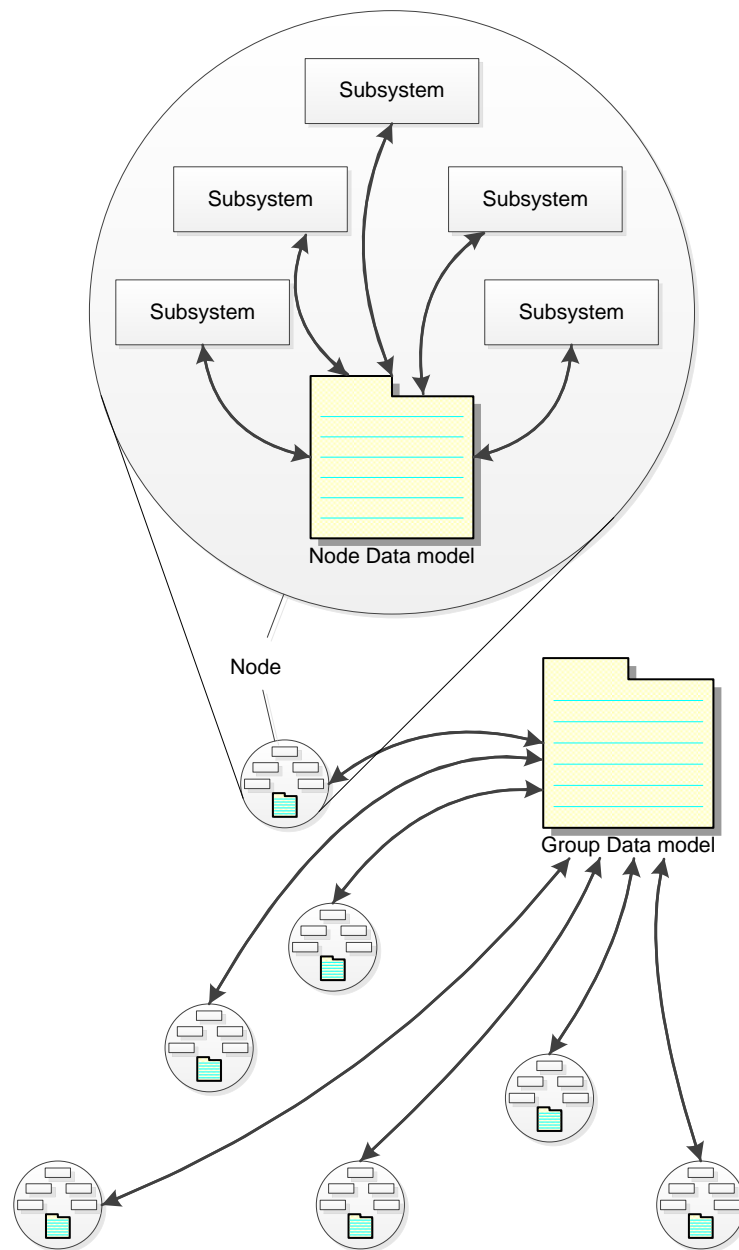 Subsystem
Subsystem
Subsystem
Subsystem
Subsystem
Node Data model
Node
Group Data model